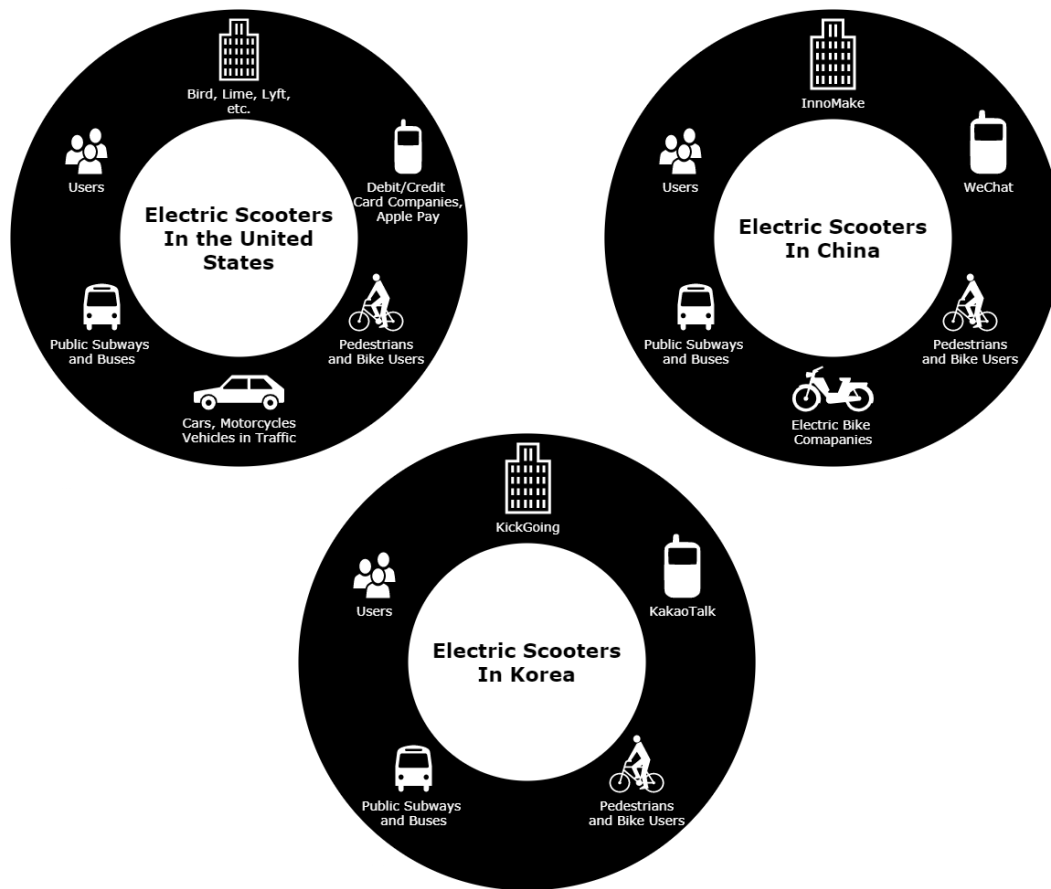 Bird, Lime, Lyft,
etc.
Users
Debit/Credit
Card Companies,
Apple Pay
Electric Scooters
In the United
States
Public Subways
and Buses
Pedestrians
and Bike Users
Cars, Motorcycles
Vehicles in Traffic
InnoMake
Users
WeChat
Electric Scooters
In China
Public Subways
and Buses
Pedestrians
and Bike Users
Electric Bike
Comapanies
KickGoing
Users
KakaoTalk
Electric Scooters
In Korea
Public Subways
and Buses
Pedestrians
and Bike Users